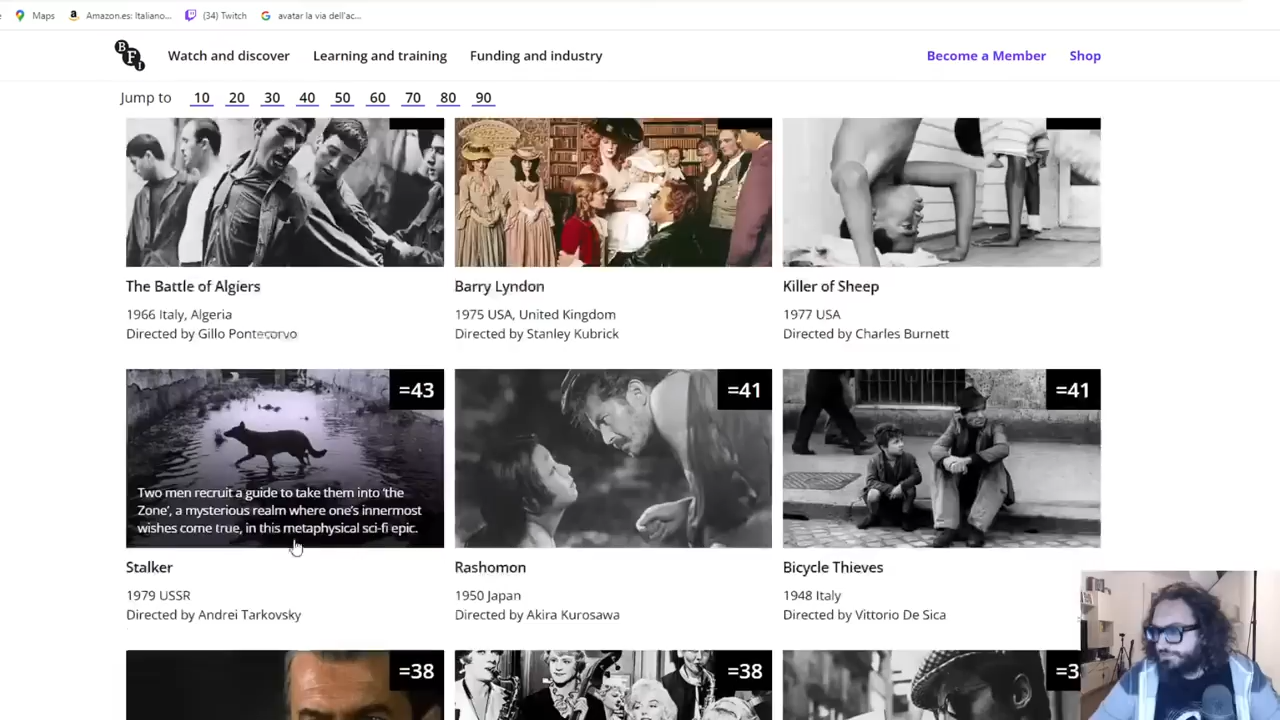 Maps
Amazon.es: Italiano...
(34) Twitch
avatar la via dell'ac...
BFI
Watch and discover
Learning and training
Funding and industry
Become a Member
Shop
Jump to 10 20 30 40 50 60 70 80 90
The Battle of Algiers
1966 Italy, Algeria
Directed by Gillo Pontecorvo
Barry Lyndon
1975 USA, United Kingdom
Directed by Stanley Kubrick
Killer of Sheep
1977 USA
Directed by Charles Burnett
=43
Two men recruit a guide to take them into 'the
Zone', a mysterious realm where one's innermost
wishes come true, in this metaphysical sci-fi epic.
Stalker
1979 USSR
Directed by Andrei Tarkovsky
=41
Rashomon
1950 Japan
Directed by Akira Kurosawa
=41
Bicycle Thieves
1948 Italy
Directed by Vittorio De Sica
=38
=38